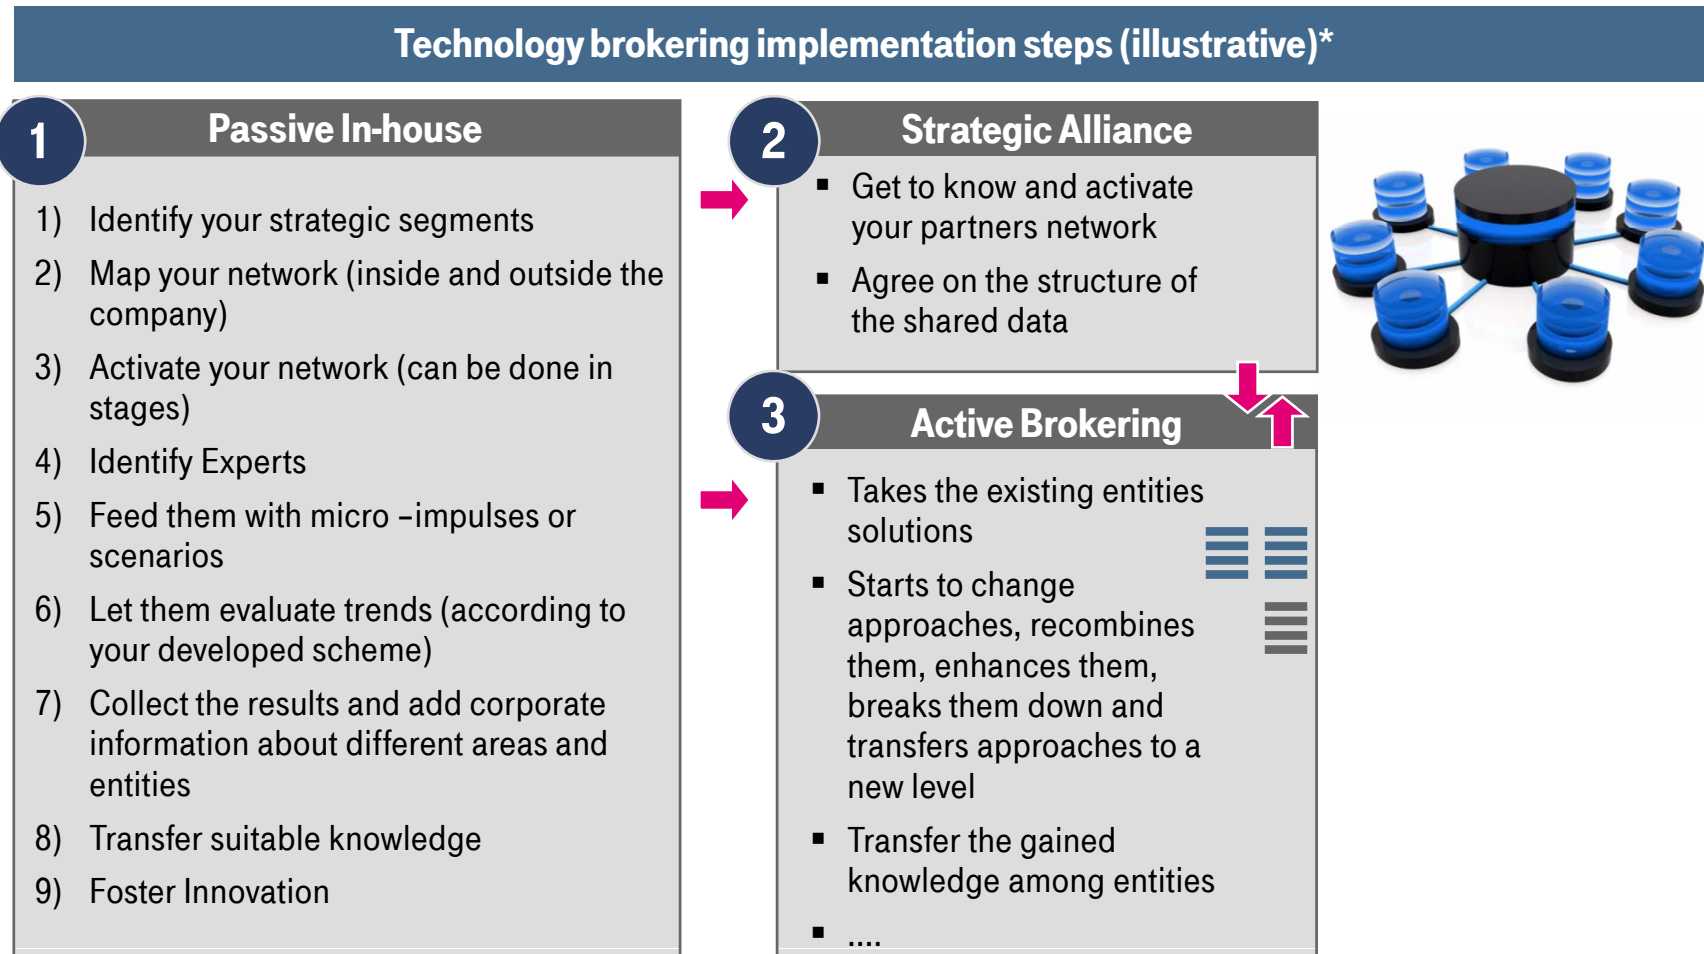 Technology brokering implementation steps (illustrative)*
1
Passive In-house
1) Identify your strategic segments
2) Map your network (inside and outside the
company)
3) Activate your network (can be done in
stages)
4) Identify Experts
5) Feed them with micro –impulses or
scenarios
6) Let them evaluate trends (according to
your developed scheme)
7) Collect the results and add corporate
information about different areas and
entities
8) Transfer suitable knowledge
9) Foster Innovation
2
Strategic Alliance
▪ Get to know and activate
your partners network
▪ Agree on the structure of
the shared data
3
Active Brokering
▪ Takes the existing entities
solutions
▪ Starts to change
approaches, recombines
them, enhances them,
breaks them down and
transfers approaches to a
new level
▪ Transfer the gained
knowledge among entities
▪ ....